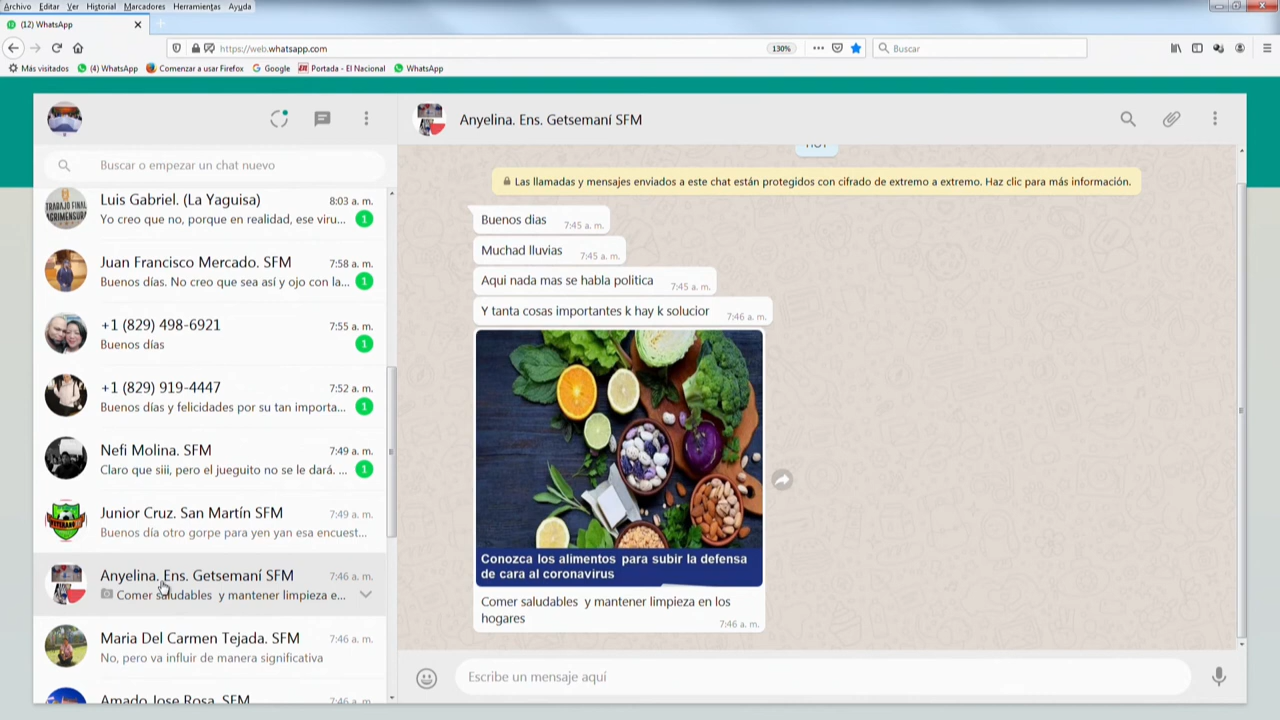 Archivo Editar Ver Historial Marcadores Herramientas Ayuda
(12) WhatsApp
https://web.whatsapp.com
130%
Buscar
Más visitados (4) WhatsApp Comenzar a usar Firefox Google Portada - El Nacional WhatsApp
Buscar o empezar un chat nuevo
Luis Gabriel. (La Yaguisa) 8:03 a. m.
Yo creo que no, porque en realidad, ese viru... 1
Juan Francisco Mercado. SFM 7:58 a. m.
Buenos días. No creo que sea así y ojo con la... 1
+1 (829) 498-6921 7:55 a. m.
Buenos días 1
+1 (829) 919-4447 7:52 a. m.
Buenos días y felicidades por su tan importa... 1
Nefi Molina. SFM 7:49 a. m.
Claro que siii, pero el jueguito no se le dará. ... 1
Junior Cruz. San Martín SFM 7:49 a. m.
Buenos día otro gorpe para yen yan esa encuest...
Anyelina. Ens. Getsemaní SFM 7:46 a. m.
Comer saludables y mantener limpieza e...
Maria Del Carmen Tejada. SFM 7:46 a. m.
No, pero va influir de manera significativa
Amado Jose Rosa. SFM 7:46 a. m.
Anyelina. Ens. Getsemaní SFM
HOY
Las llamadas y mensajes enviados a este chat están protegidos con cifrado de extremo a extremo. Haz clic para más información.
Buenos dias 7:45 a. m.
Muchad lluvias 7:45 a. m.
Aqui nada mas se habla politica 7:45 a. m.
Y tanta cosas importantes k hay k solucior 7:46 a. m.
Conozca los alimentos para subir la defensa
de cara al coronavirus
Comer saludables y mantener limpieza en los
hogares
7:46 a. m.
Escribe un mensaje aquí